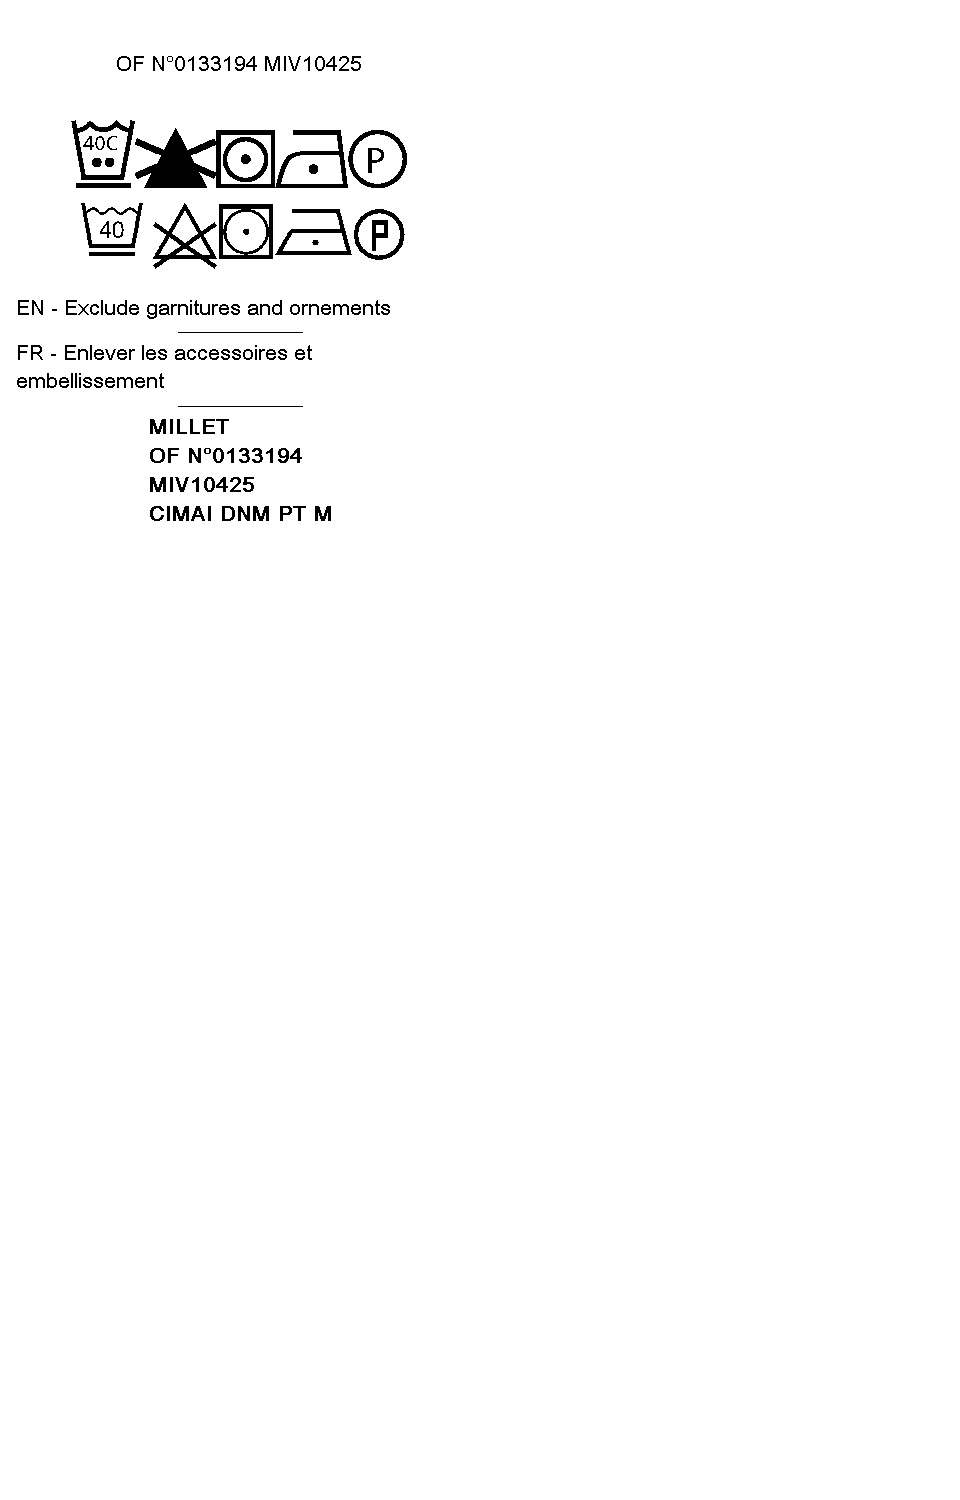 OF N°0133194 MIV10425
40C P
40 P
EN - Exclude garnitures and ornements
FR - Enlever les accessoires et
embellissement
MILLET
OF N°0133194
MIV10425
CIMAI DNM PT M